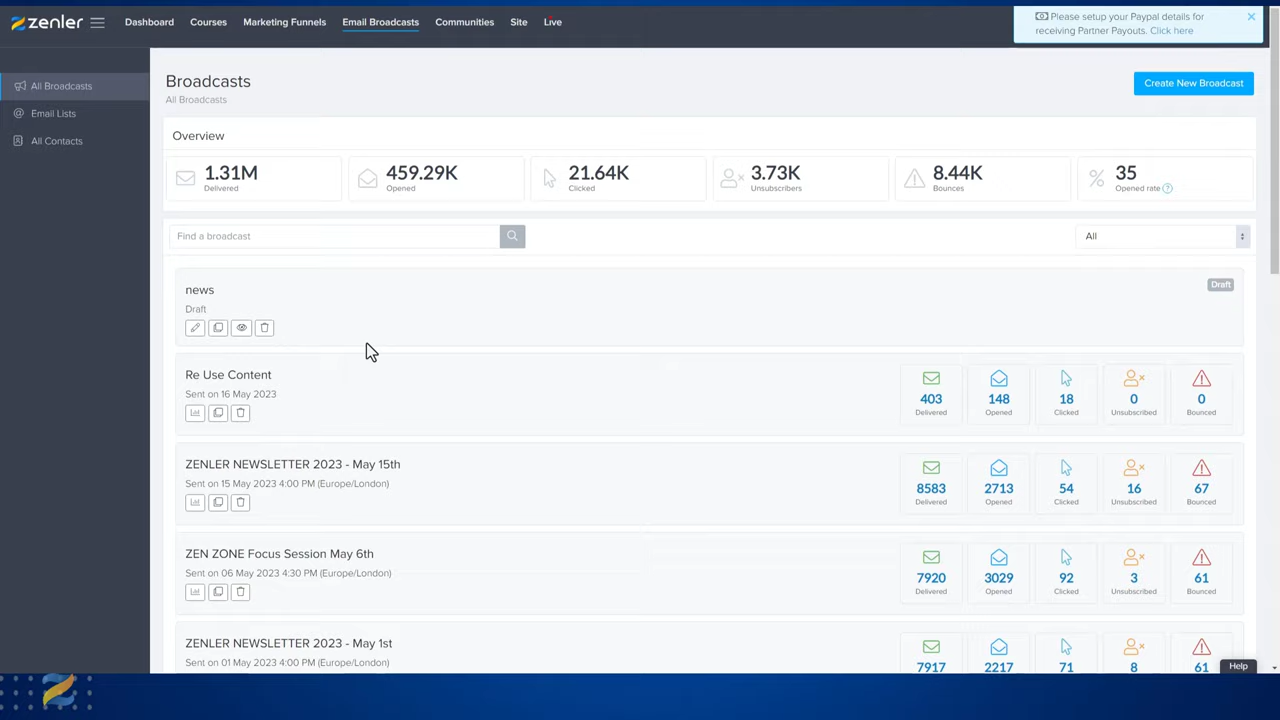 zenler
Dashboard
Courses
Marketing Funnels
Email Broadcasts
Communities
Site
Live
Please setup your Paypal details for
receiving Partner Payouts. Click here
All Broadcasts
Email Lists
All Contacts
Broadcasts
All Broadcasts
Create New Broadcast
Overview
1.31M
Delivered
459.29K
Opened
21.64K
Clicked
3.73K
Unsubscribers
8.44K
Bounces
35
Opened rate
Find a broadcast
All
news
Draft
Draft
Re Use Content
Sent on 16 May 2023
403
Delivered
148
Opened
18
Clicked
0
Unsubscribed
0
Bounced
ZENLER NEWSLETTER 2023 - May 15th
Sent on 15 May 2023 4:00 PM (Europe/London)
8583
Delivered
2713
Opened
54
Clicked
16
Unsubscribed
67
Bounced
ZEN ZONE Focus Session May 6th
Sent on 06 May 2023 4:30 PM (Europe/London)
7920
Delivered
3029
Opened
92
Clicked
3
Unsubscribed
61
Bounced
ZENLER NEWSLETTER 2023 - May 1st
Sent on 01 May 2023 4:00 PM (Europe/London)
7917
2217
71
8
61
Help